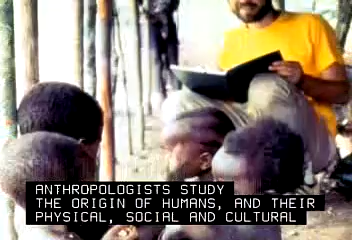 ANTHROPOLOGISTS STUDY
THE ORIGIN OF HUMANS, AND THEIR
PHYSICAL, SOCIAL AND CULTURAL